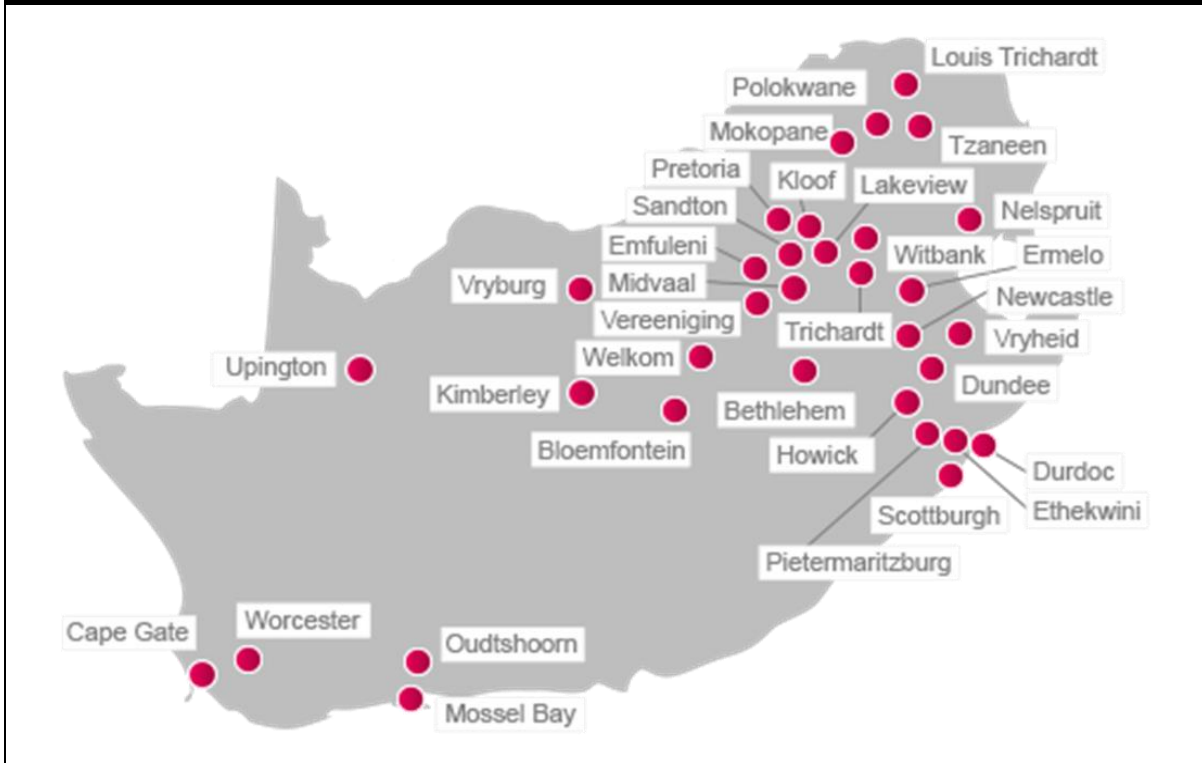 Louis Trichardt
Polokwane
Mokopane
Tzaneen
Pretoria
Kloof
Lakeview
Sandton
Nelspruit
Emfuleni
Witbank
Ermelo
Vryburg
Midvaal
Newcastle
Vereeniging
Trichardt
Vryheid
Welkom
Upington
Dundee
Kimberley
Bethlehem
Bloemfontein
Howick
Durdoc
Ethekwini
Scottburgh
Pietermaritzburg
Worcester
Cape Gate
Oudtshoorn
Mossel Bay